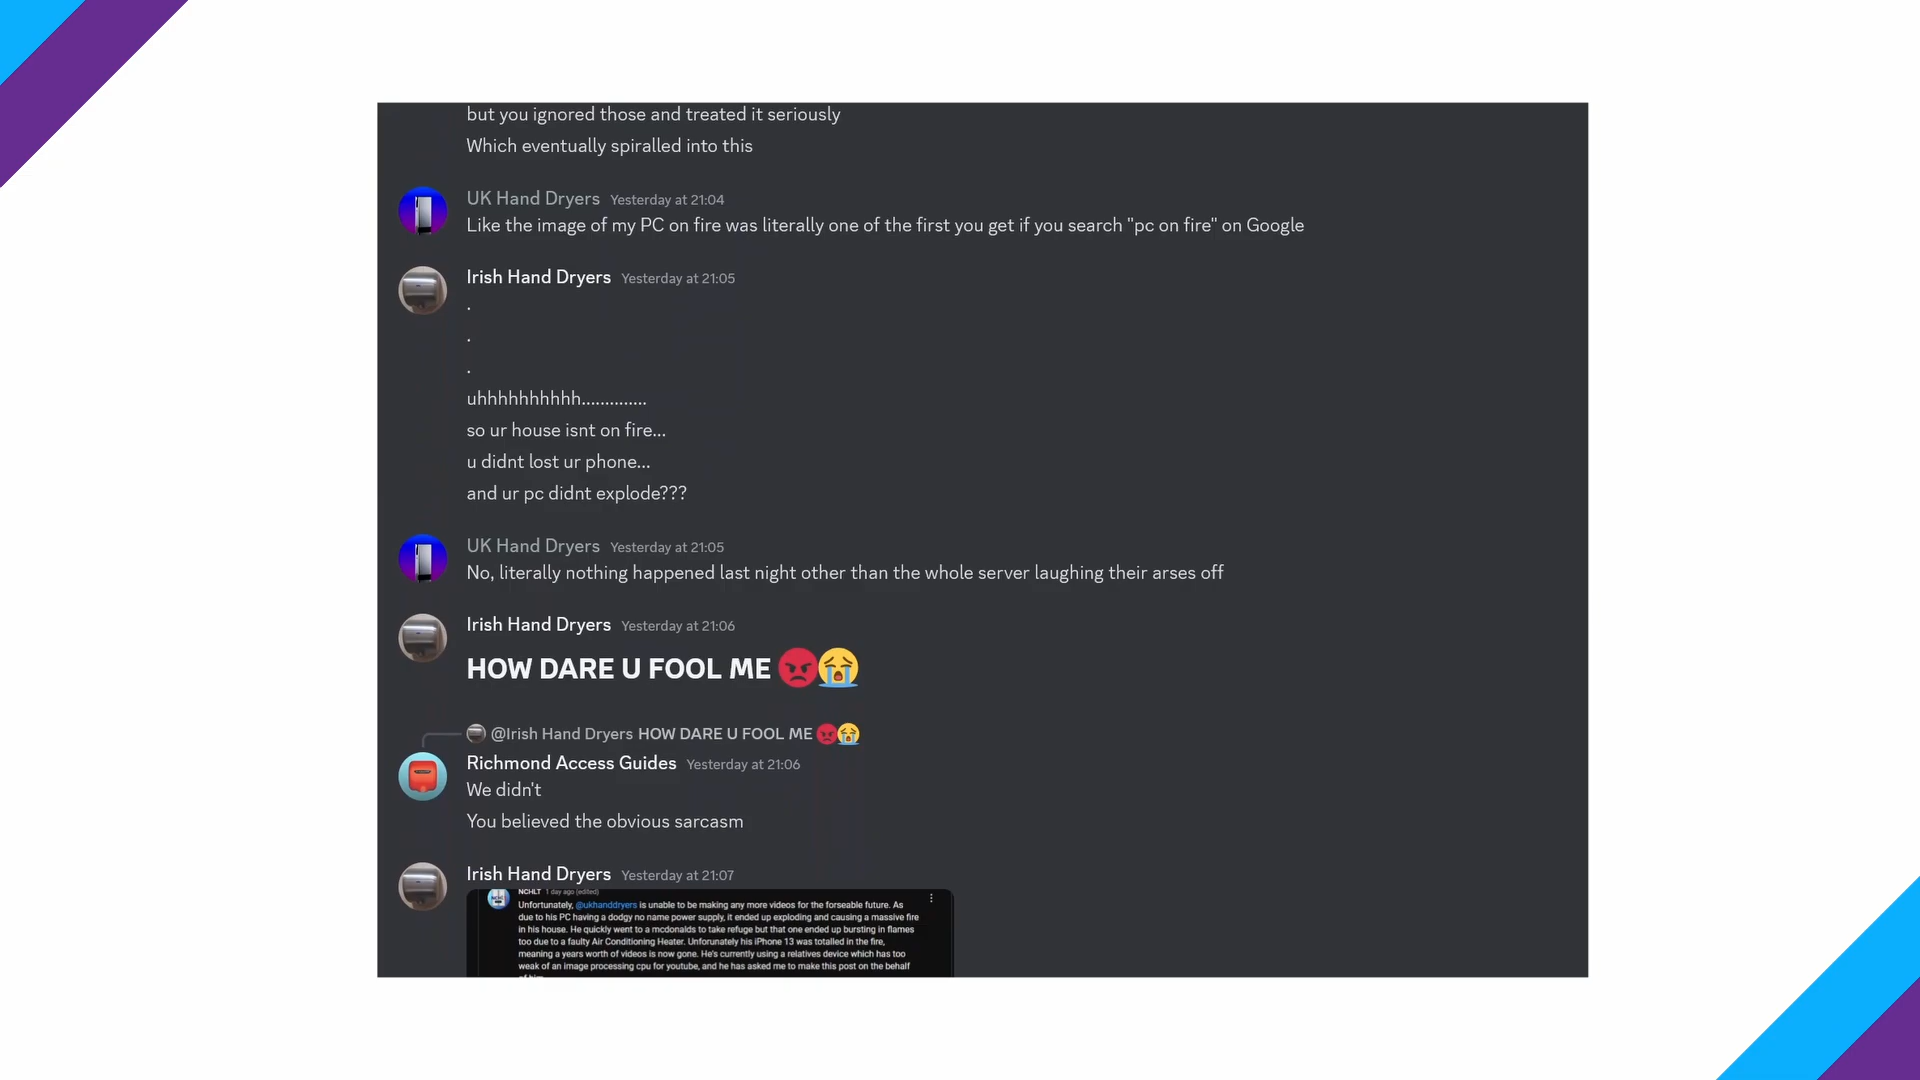 but you ignored those and treated it seriously
Which eventually spiralled into this
UK Hand Dryers Yesterday at 21:04
Like the image of my PC on fire was literally one of the first you get if you search "pc on fire" on Google
Irish Hand Dryers Yesterday at 21:05
.
.
.
uhhhhhhhhhh..............
so ur house isnt on fire...
u didnt lost ur phone...
and ur pc didnt explode???
UK Hand Dryers Yesterday at 21:05
No, literally nothing happened last night other than the whole server laughing their arses off
Irish Hand Dryers Yesterday at 21:06
HOW DARE U FOOL ME 😡😭
@Irish Hand Dryers HOW DARE U FOOL ME 😡😭
Richmond Access Guides Yesterday at 21:06
We didn't
You believed the obvious sarcasm
Irish Hand Dryers Yesterday at 21:07
NCHLT 1 day ago (edited)
Unfortunately, @ukhanddryers is unable to be making any more videos for the forseable future. As
due to his PC having a dodgy no name power supply, it ended up exploding and causing a massive fire
in his house. He quickly went to a mcdonalds to take refuge but that one ended up bursting in flames
too due to a faulty Air Conditioning Heater. Unforunately his iPhone 13 was totalled in the fire,
meaning a years worth of videos is now gone. He's currently using a relatives device which has too
weak of an image processing cpu for youtube, and he has asked me to make this post on the behalf